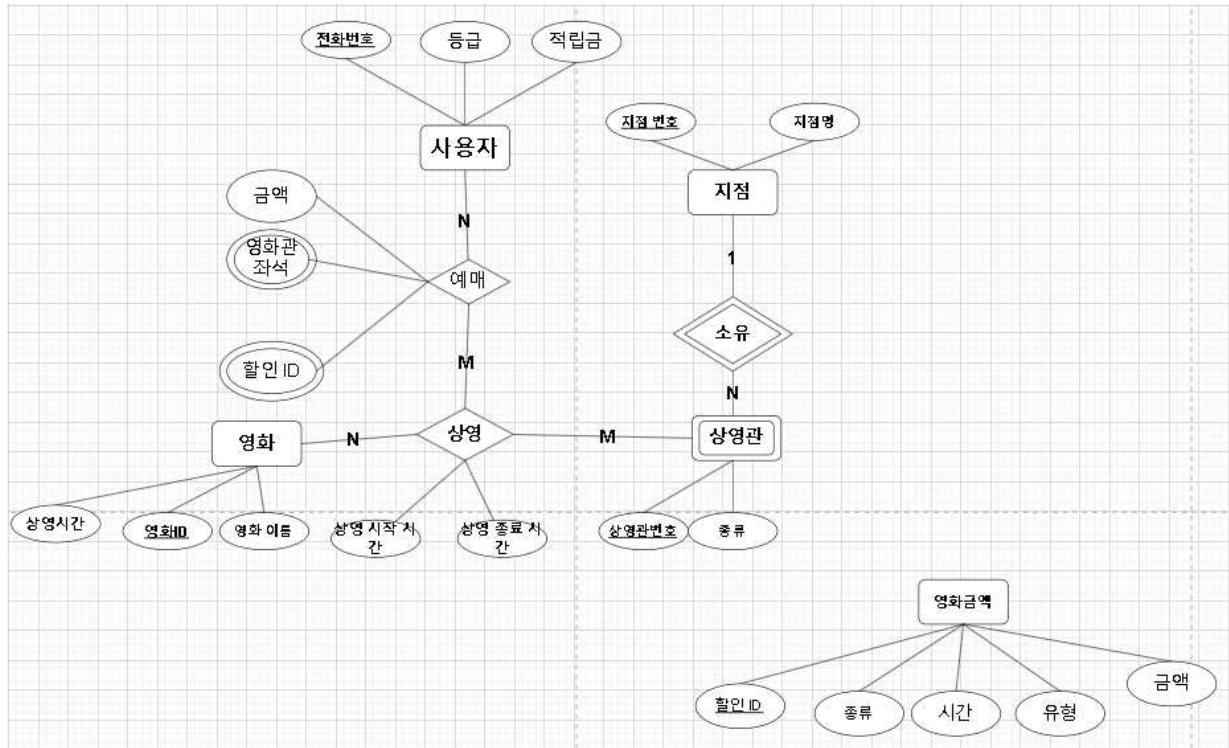 전화번호
등급
적립금
사용자
지점 번호
지점명
지점
금액
N
영화관
좌석
예매
1
할인 ID
M
소유
N
영화
N
상영
M
상영관
상영시간
영화ID
영화 이름
상영 시작 시
간
상영 종료 시
간
상영관번호
종류
영화금액
할인 ID
종류
시간
유형
금액